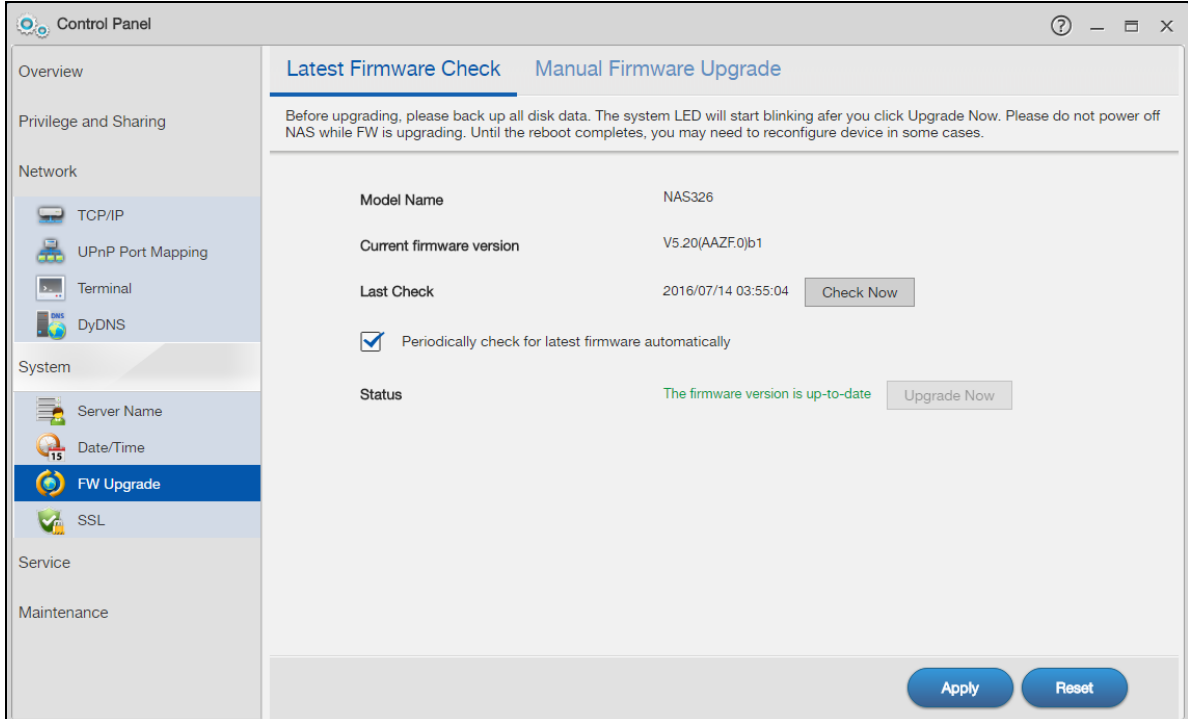 Control Panel
Overview
Privilege and Sharing
Network
TCP/IP
UPnP Port Mapping
Terminal
DNS
DyDNS
System
Server Name
15
Date/Time
FW Upgrade
SSL
Service
Maintenance
Latest Firmware Check
Manual Firmware Upgrade
Before upgrading, please back up all disk data. The system LED will start blinking afer you click Upgrade Now. Please do not power off
NAS while FW is upgrading. Until the reboot completes, you may need to reconfigure device in some cases.
Model Name NAS326
Current firmware version V5.20(AAZF.0)b1
Last Check 2016/07/14 03:55:04 Check Now
Periodically check for latest firmware automatically
Status The firmware version is up-to-date Upgrade Now
Apply Reset